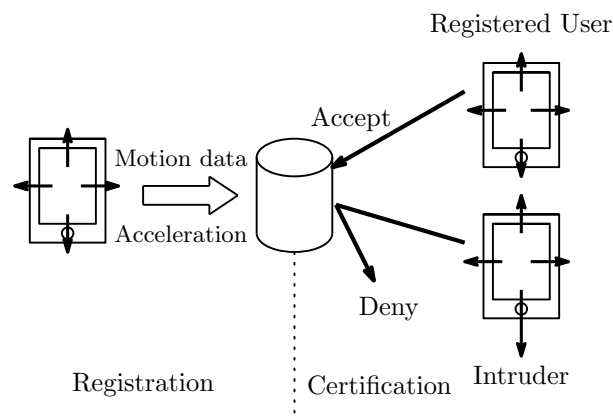 Registered User
Accept
Motion data
Acceleration
Deny
Intruder
Registration
Certification